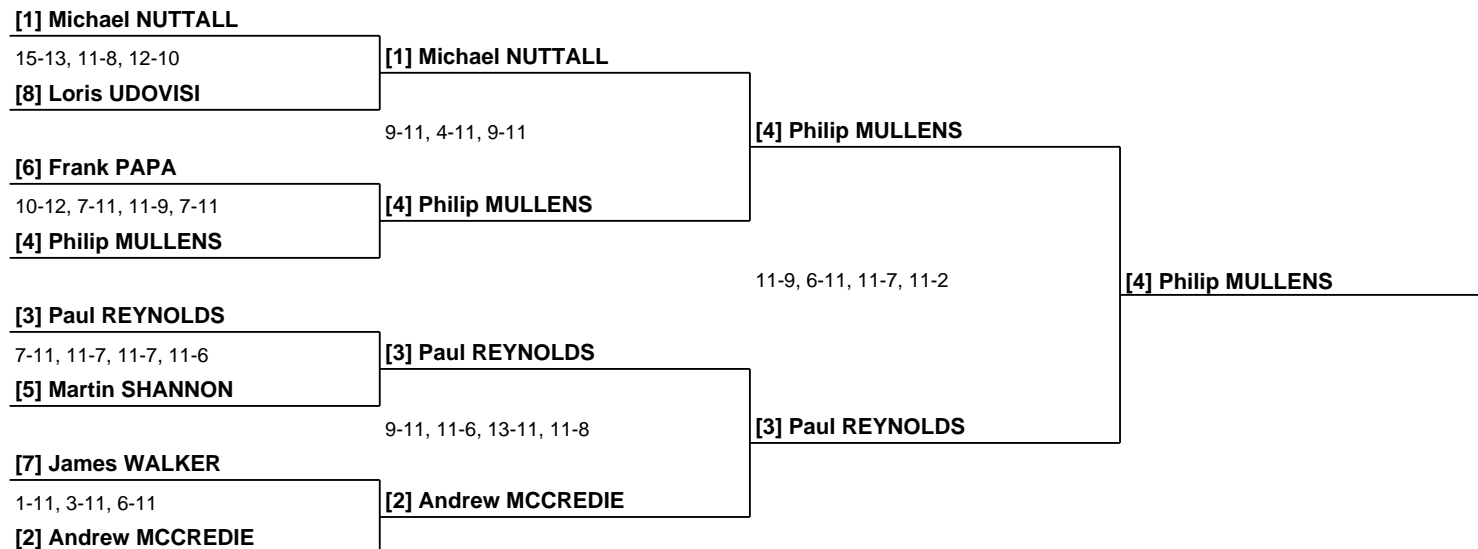 [1] Michael NUTTALL
15-13, 11-8, 12-10
[1] Michael NUTTALL
[8] Loris UDOVISI
9-11, 4-11, 9-11
[4] Philip MULLENS
[6] Frank PAPA
10-12, 7-11, 11-9, 7-11
[4] Philip MULLENS
[4] Philip MULLENS
11-9, 6-11, 11-7, 11-2
[4] Philip MULLENS
[3] Paul REYNOLDS
7-11, 11-7, 11-7, 11-6
[3] Paul REYNOLDS
[5] Martin SHANNON
9-11, 11-6, 13-11, 11-8
[3] Paul REYNOLDS
[7] James WALKER
1-11, 3-11, 6-11
[2] Andrew MCCREDIE
[2] Andrew MCCREDIE